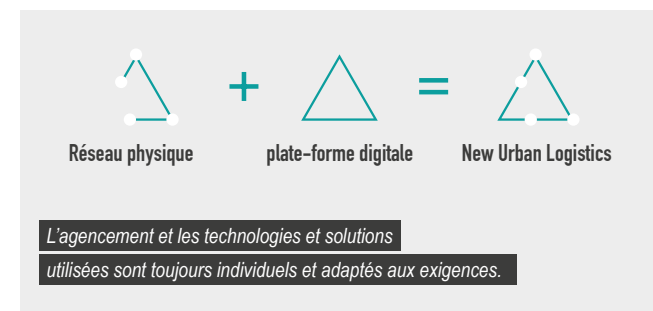 + =
Réseau physique plate-forme digitale New Urban Logistics
L'agencement et les technologies et solutions
utilisées sont toujours individuels et adaptés aux exigences.